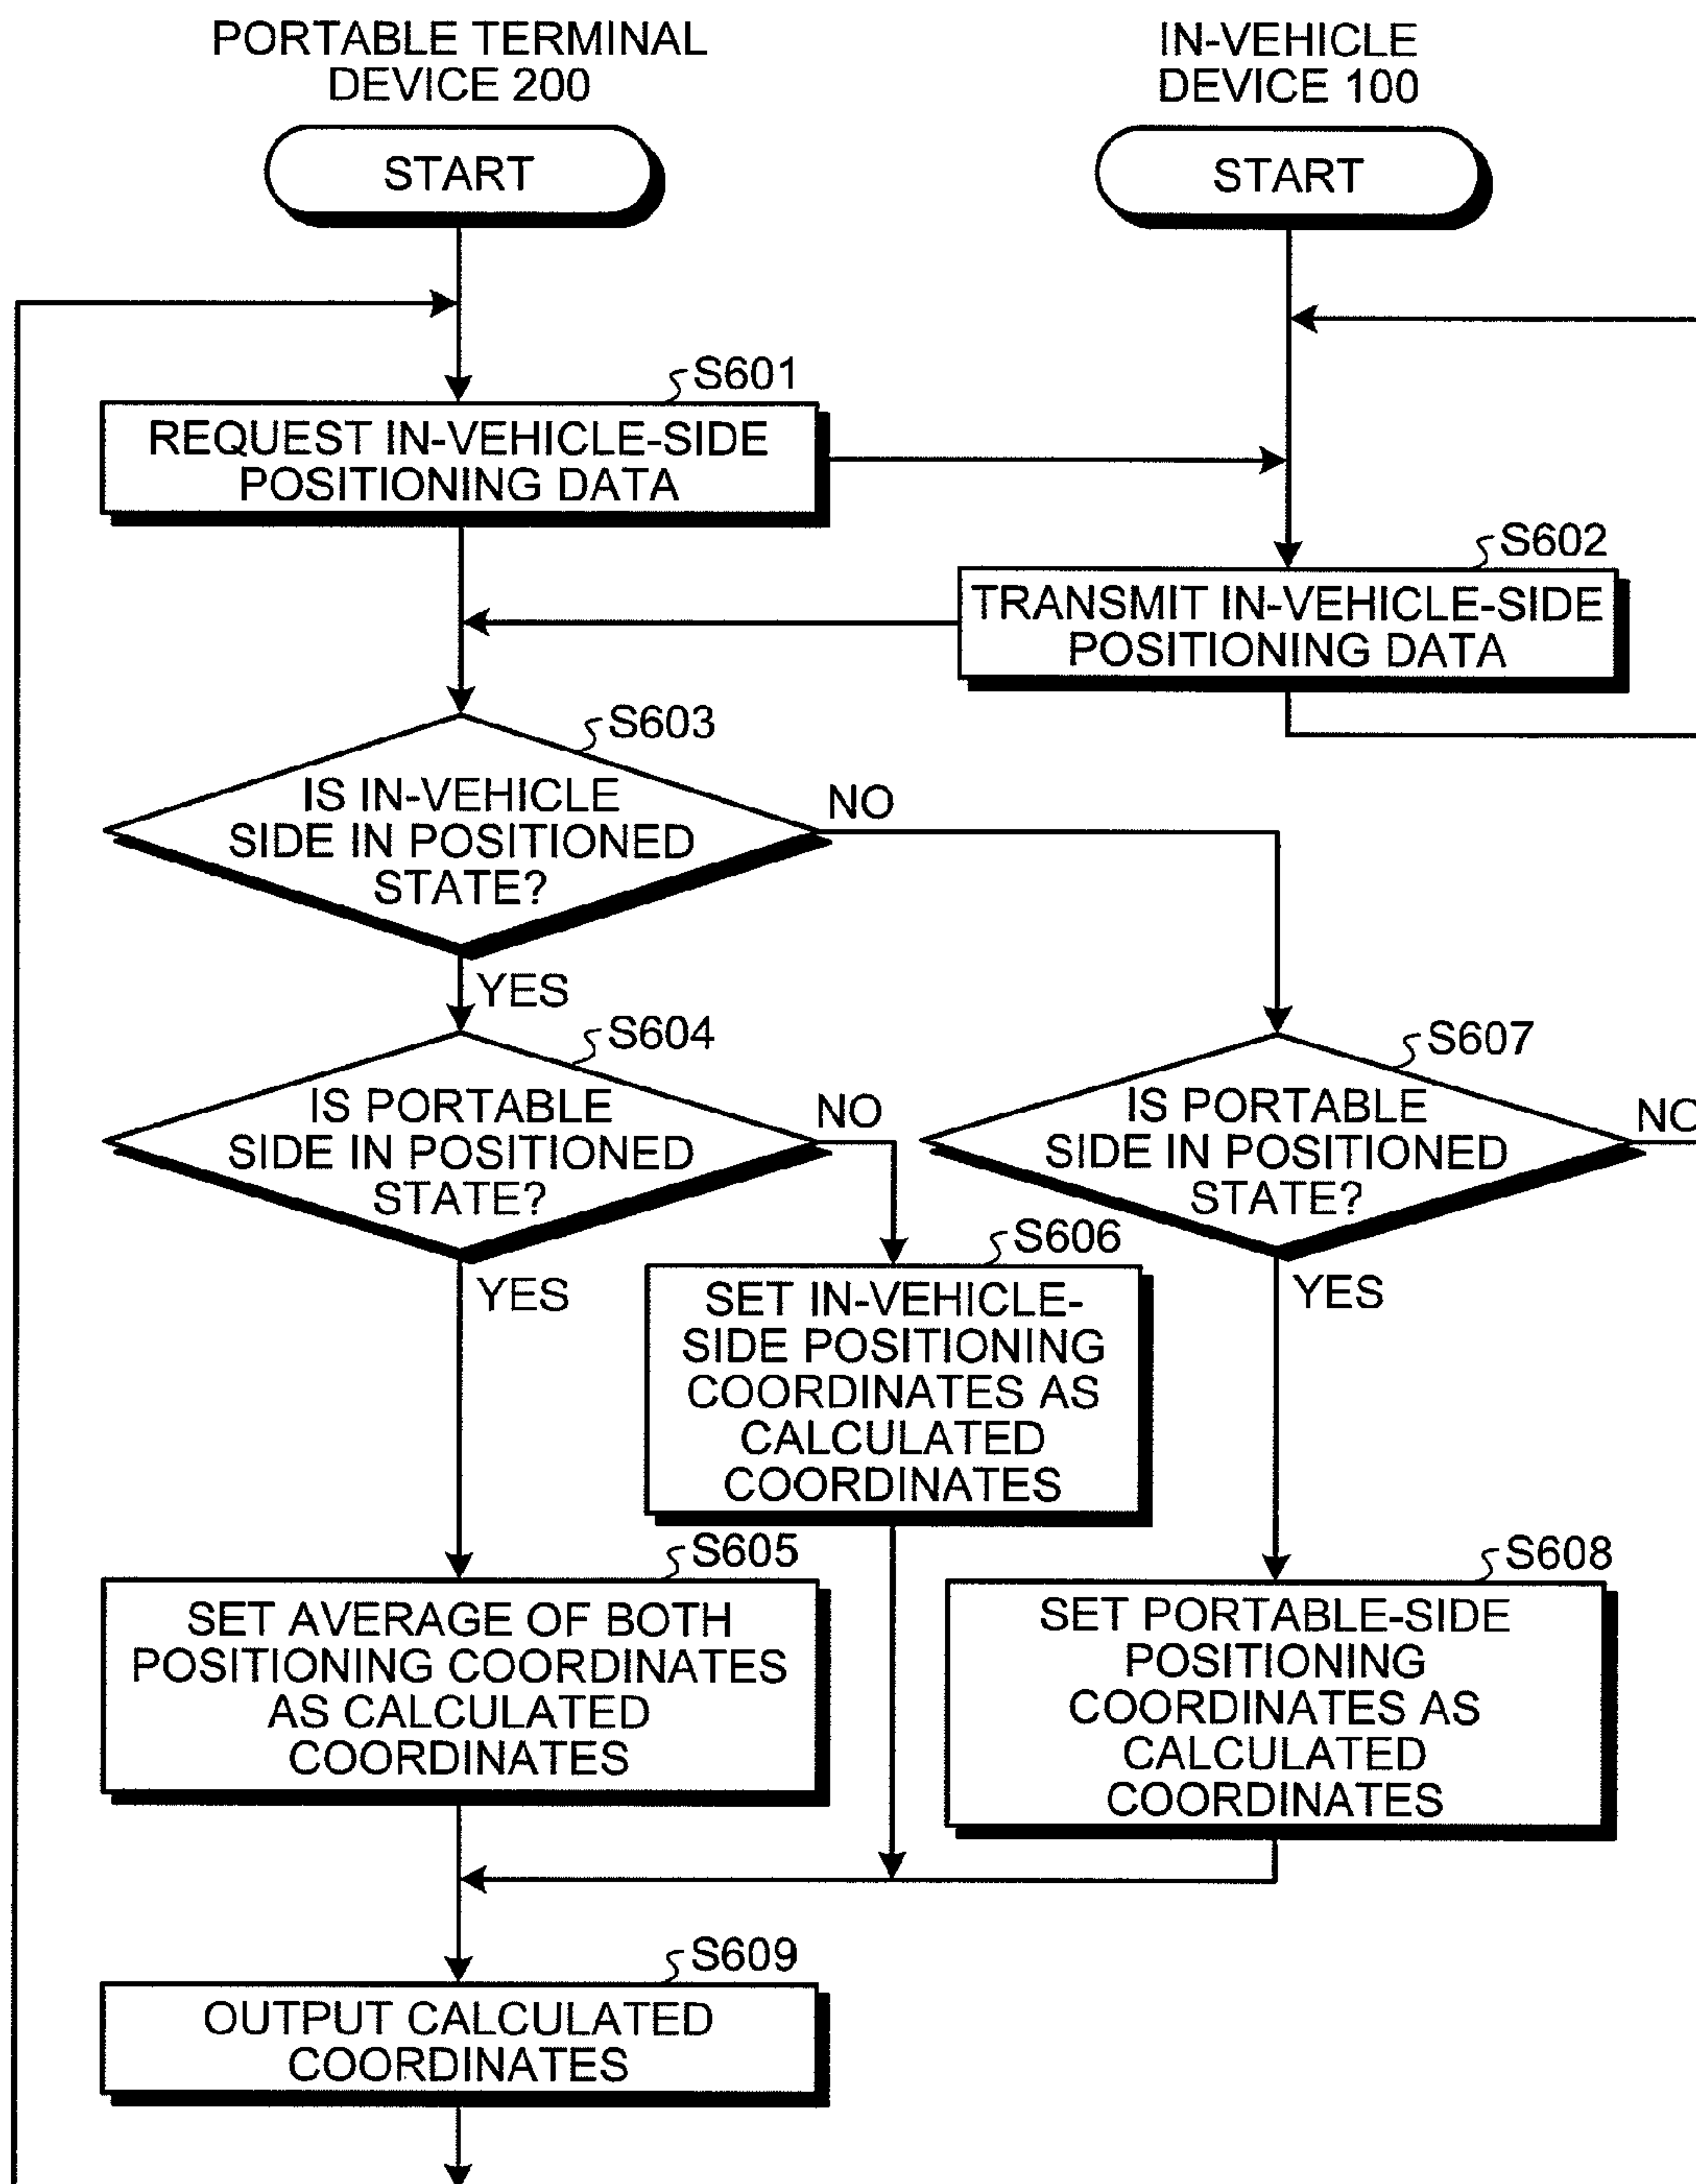 PORTABLE TERMINAL
DEVICE 200
IN-VEHICLE
DEVICE 100
START
START
S601
REQUEST IN-VEHICLE-SIDE
POSITIONING DATA
S602
TRANSMIT IN-VEHICLE-SIDE
POSITIONING DATA
S603
IS IN-VEHICLE
SIDE IN POSITIONED
STATE?
NO
YES
S604
IS PORTABLE
SIDE IN POSITIONED
STATE?
NO
YES
S607
IS PORTABLE
SIDE IN POSITIONED
STATE?
NO
YES
S606
SET IN-VEHICLE-
SIDE POSITIONING
COORDINATES AS
CALCULATED
COORDINATES
S605
SET AVERAGE OF BOTH
POSITIONING COORDINATES
AS CALCULATED
COORDINATES
S608
SET PORTABLE-SIDE
POSITIONING
COORDINATES AS
CALCULATED
COORDINATES
S609
OUTPUT CALCULATED
COORDINATES